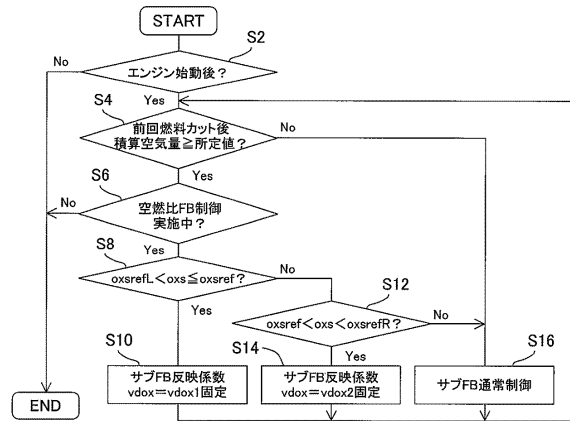 START
S2
No
エンジン始動後？
Yes
S4
前回燃料カット後
積算空気量≧所定値？
No
Yes
S6
空燃比FB制御
実施中？
No
Yes
S8
oxsrefL＜oxs≦oxsref？
No
Yes
S12
oxsref＜oxs＜oxsrefR？
No
Yes
S10
サブFB反映係数
vdox＝vdox1固定
S14
サブFB反映係数
vdox＝vdox2固定
S16
サブFB通常制御
END